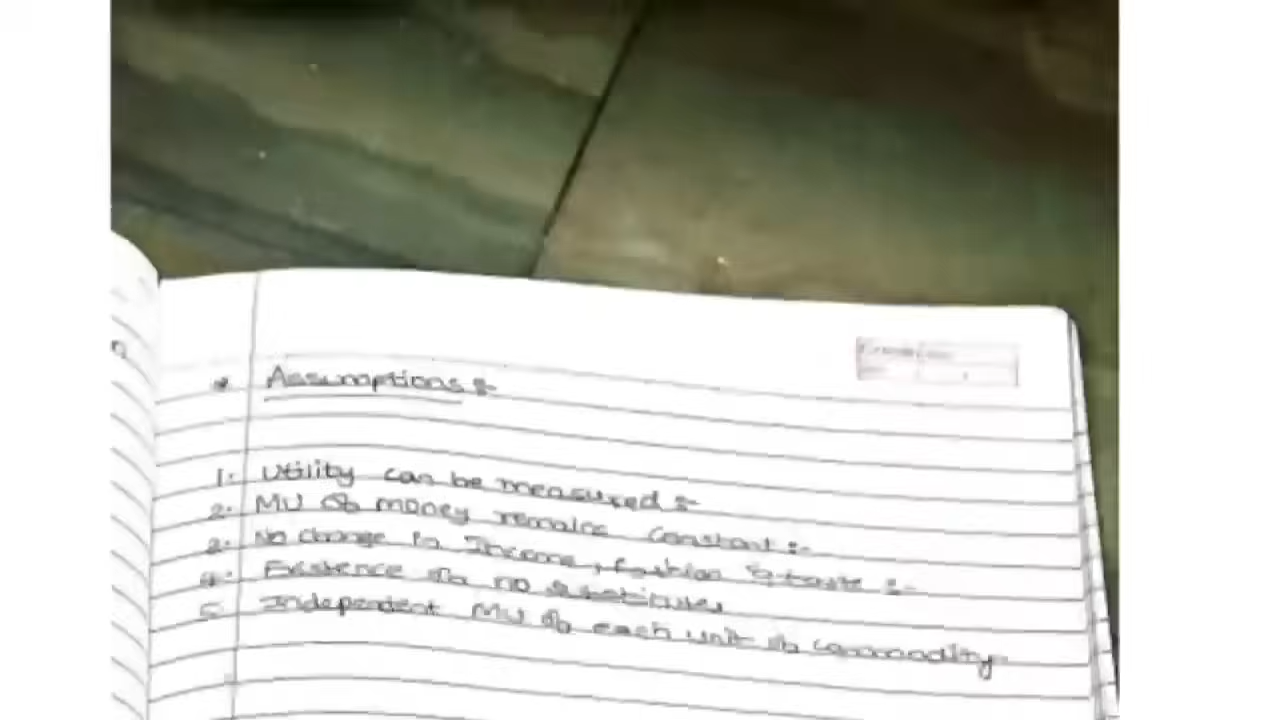 * Assumptions :-
1. Utility can be measured :-
2. MU of money remains Constant :-
3. No change in Income, fashion & taste :-
4. Existence of no substitutes
5. Independent MU of each unit of commodity